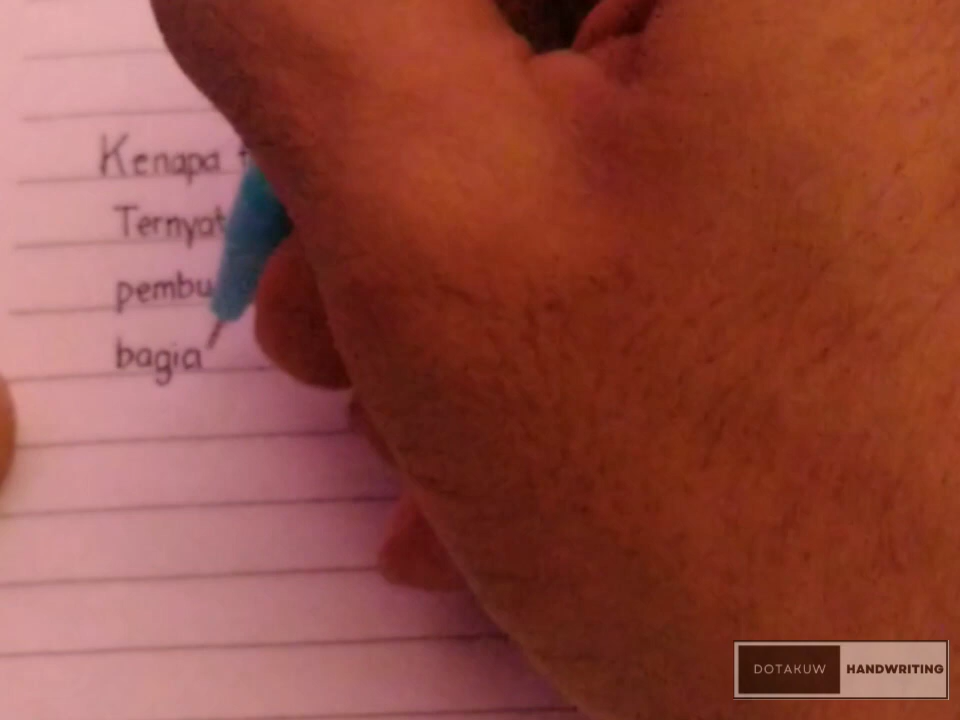 Kenapa
Ternyat
pembu
bagia
DOTAKUW HANDWRITING